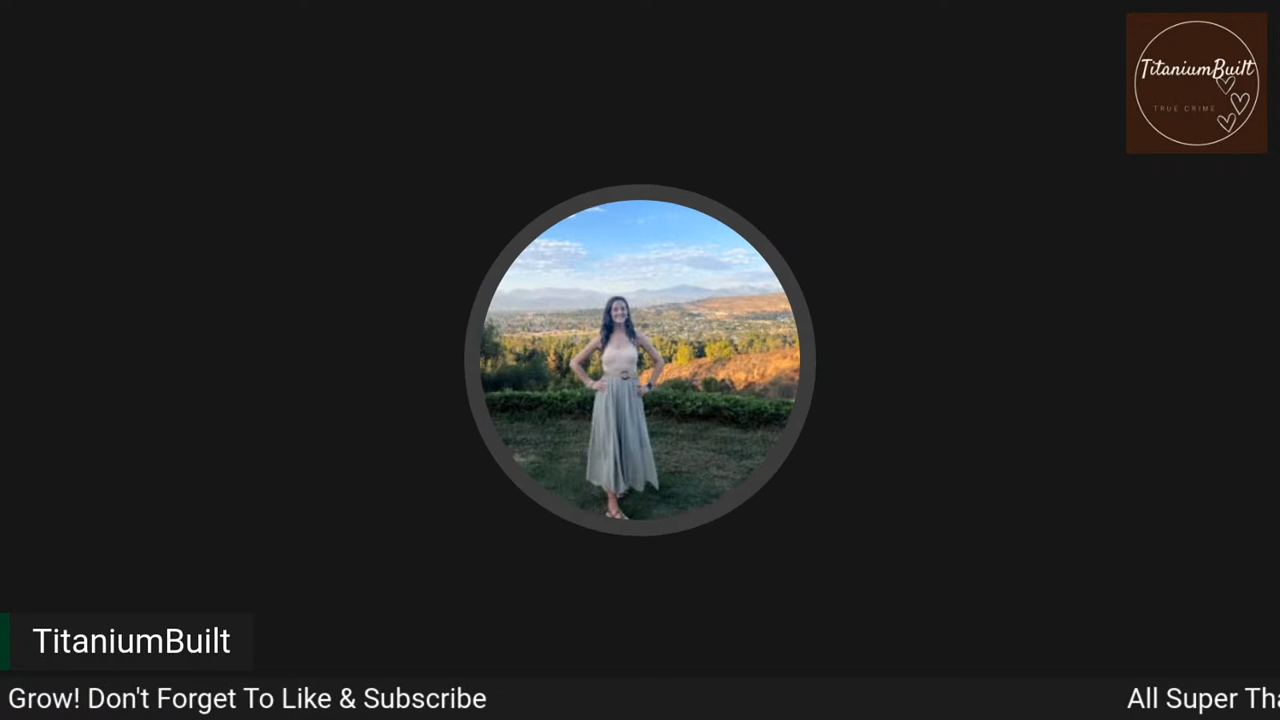 TitaniumBuilt
TRUE CRIME
TitaniumBuilt
Grow! Don't Forget To Like & Subscribe
All Super